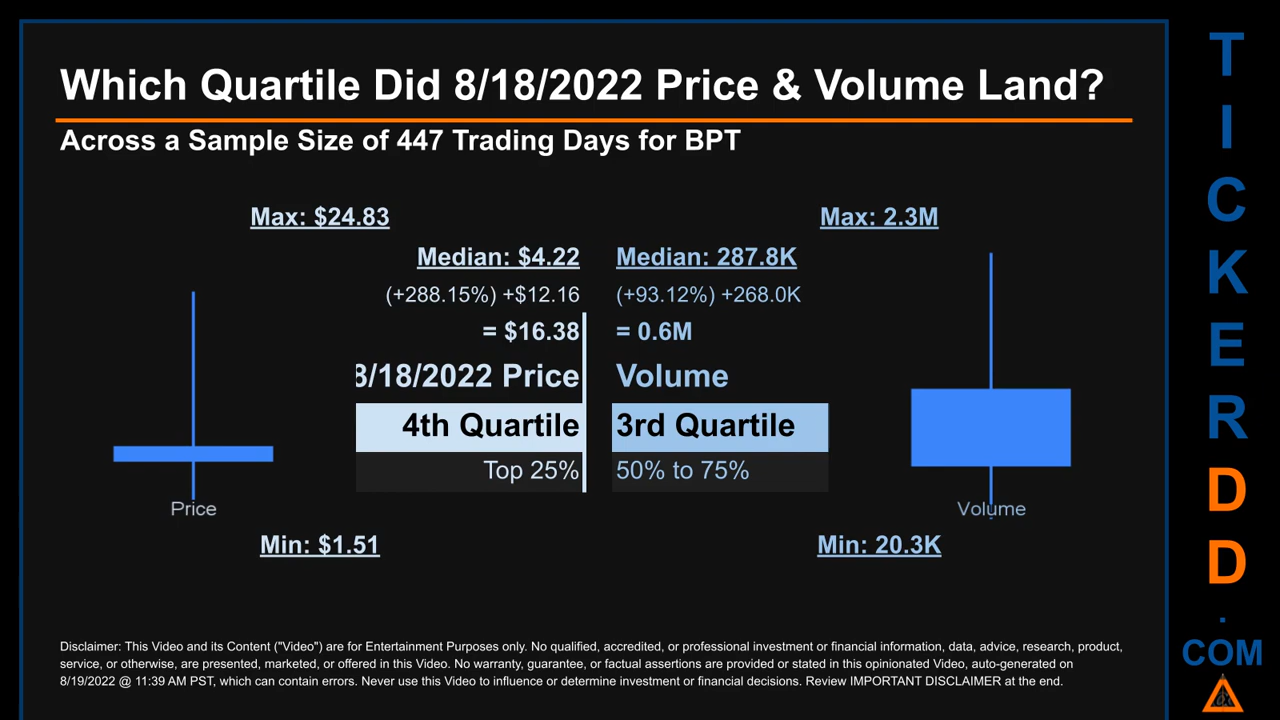 Which Quartile Did 8/18/2022 Price & Volume Land?
Across a Sample Size of 447 Trading Days for BPT
Max: $24.83
Max: 2.3M
Median: $4.22
Median: 287.8K
(+288.15%) +$12.16
(+93.12%) +268.0K
= $16.38
= 0.6M
8/18/2022 Price
Volume
4th Quartile
3rd Quartile
Top 25%
50% to 75%
Price
Volume
Min: $1.51
Min: 20.3K
Disclaimer: This Video and its Content ("Video") are for Entertainment Purposes only. No qualified, accredited, or professional investment or financial information, data, advice, research, product,
service, or otherwise, are presented, marketed, or offered in this Video. No warranty, guarantee, or factual assertions are provided or stated in this opinionated Video, auto-generated on
8/19/2022 @ 11:39 AM PST, which can contain errors. Never use this Video to influence or determine investment or financial decisions. Review IMPORTANT DISCLAIMER at the end.
T
I
C
K
E
R
D
D
.
COM